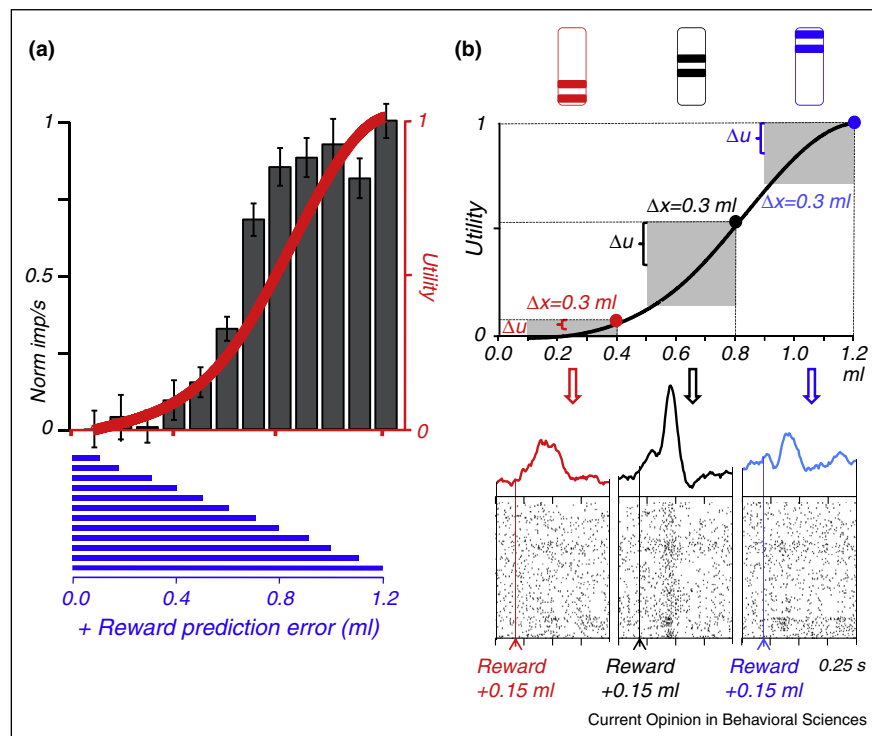 (a)
1
0.5
0
Norm imp/s
1
0
Utility
0.0 0.4 0.8 1.2
+ Reward prediction error (ml)
(b)
1
0
Utility
Δu
Δx=0.3 ml
Δu
Δx=0.3 ml
Δu
Δx=0.3 ml
0.0 0.2 0.4 0.6 0.8 1.0 1.2
ml
Reward
+0.15 ml
Reward
+0.15 ml
Reward
+0.15 ml
0.25 s
Current Opinion in Behavioral Sciences